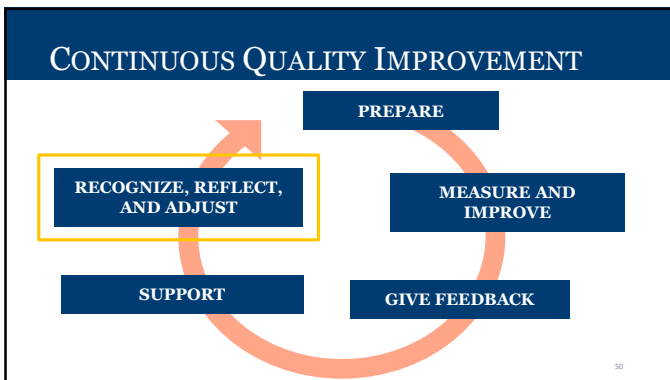 CONTINUOUS QUALITY IMPROVEMENT
PREPARE
MEASURE AND
IMPROVE
GIVE FEEDBACK
SUPPORT
RECOGNIZE, REFLECT,
AND ADJUST
50